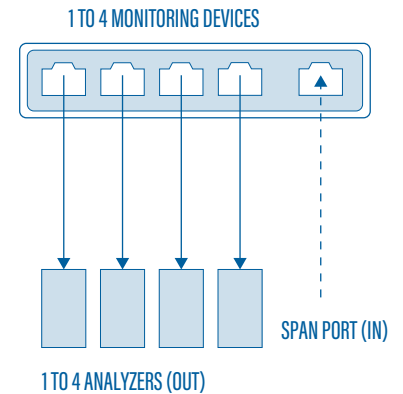 1 TO 4 MONITORING DEVICES
SPAN PORT (IN)
1 TO 4 ANALYZERS (OUT)